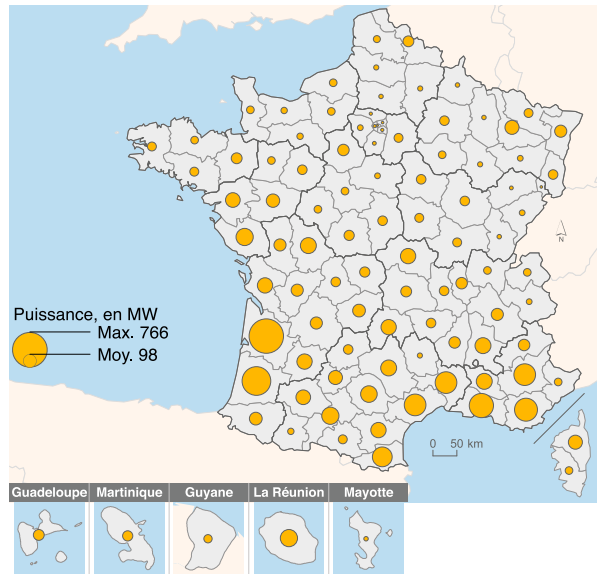 Puissance, en MW
Max. 766
Moy. 98
N
0 50 km
Guadeloupe
Martinique
Guyane
La Réunion
Mayotte